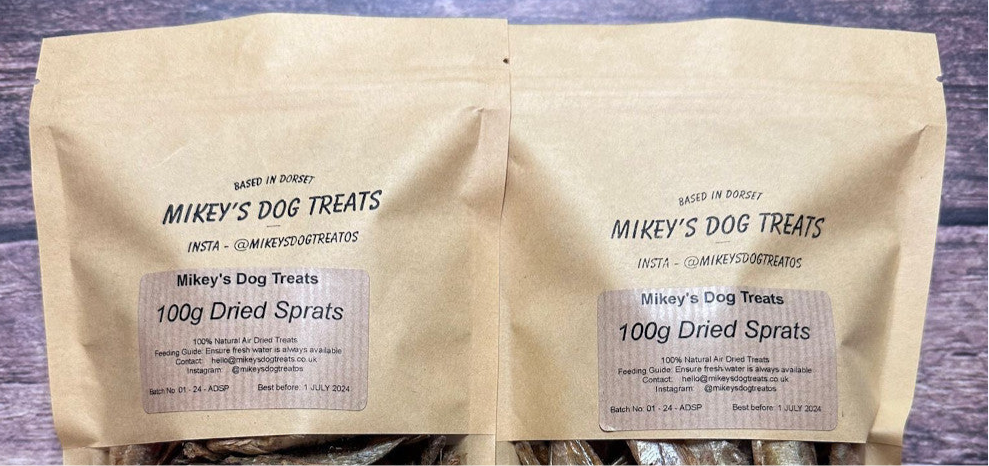 BASED IN DORSET
MIKEY'S DOG TREATS
INSTA - @MIKEYSDOGTREATOS
Mikey's Dog Treats
100g Dried Sprats
100% Natural Air Dried Treats
Feeding Guide: Ensure fresh water is always available
Contact: hello@mikeysdogtreats.co.uk
Instagram: @mikeysdogtreatos
Batch No: 01 - 24 - ADSP Best before: 1 JULY 2024
BASED IN DORSET
MIKEY'S DOG TREATS
INSTA - @MIKEYSDOGTREATOS
Mikey's Dog Treats
100g Dried Sprats
100% Natural Air Dried Treats
Feeding Guide: Ensure fresh water is always available
Contact: hello@mikeysdogtreats.co.uk
Instagram: @mikeysdogtreatos
Batch No: 01 - 24 - ADSP Best before: 1 JULY 2024